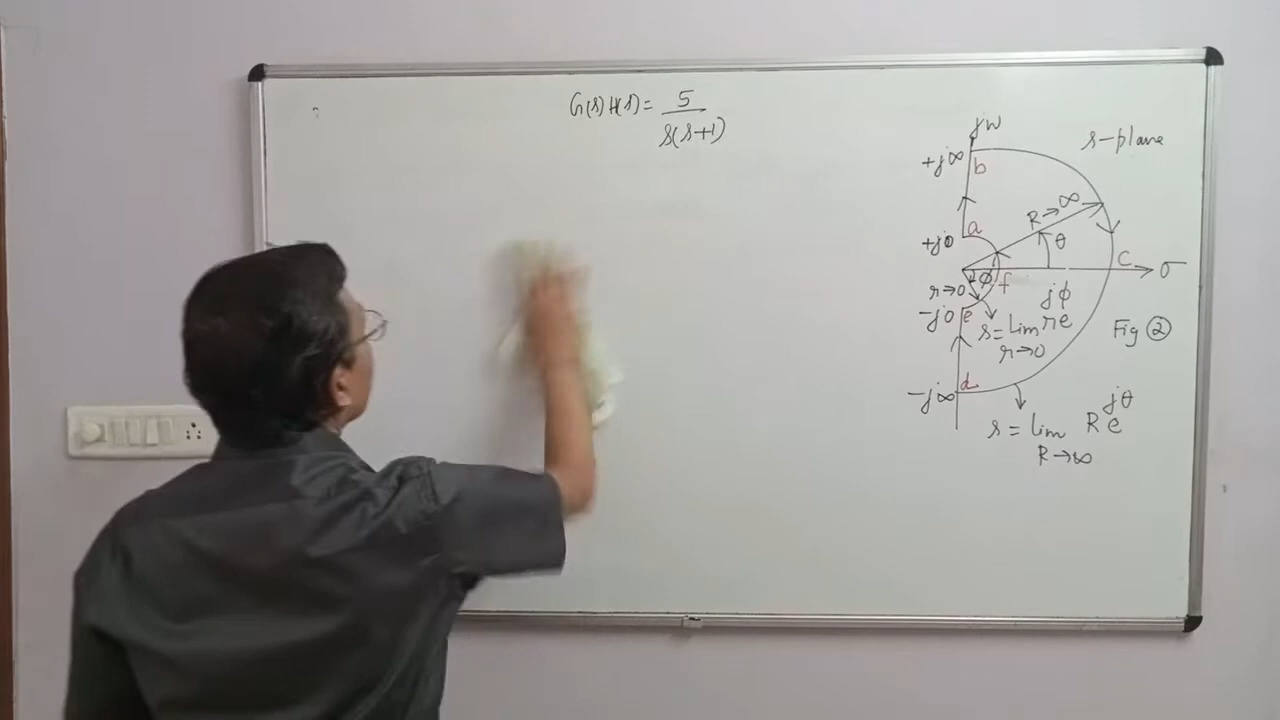 G(s)H(s) = 5
s(s+1)
jω
s-plane
+j∞
b
R→∞
a
+j0
θ
c
σ
r→0
φ
f
-j0
e
s = Lim re^jφ
r→0
Fig ②
d
-j∞
s = lim Re^jθ
R→∞